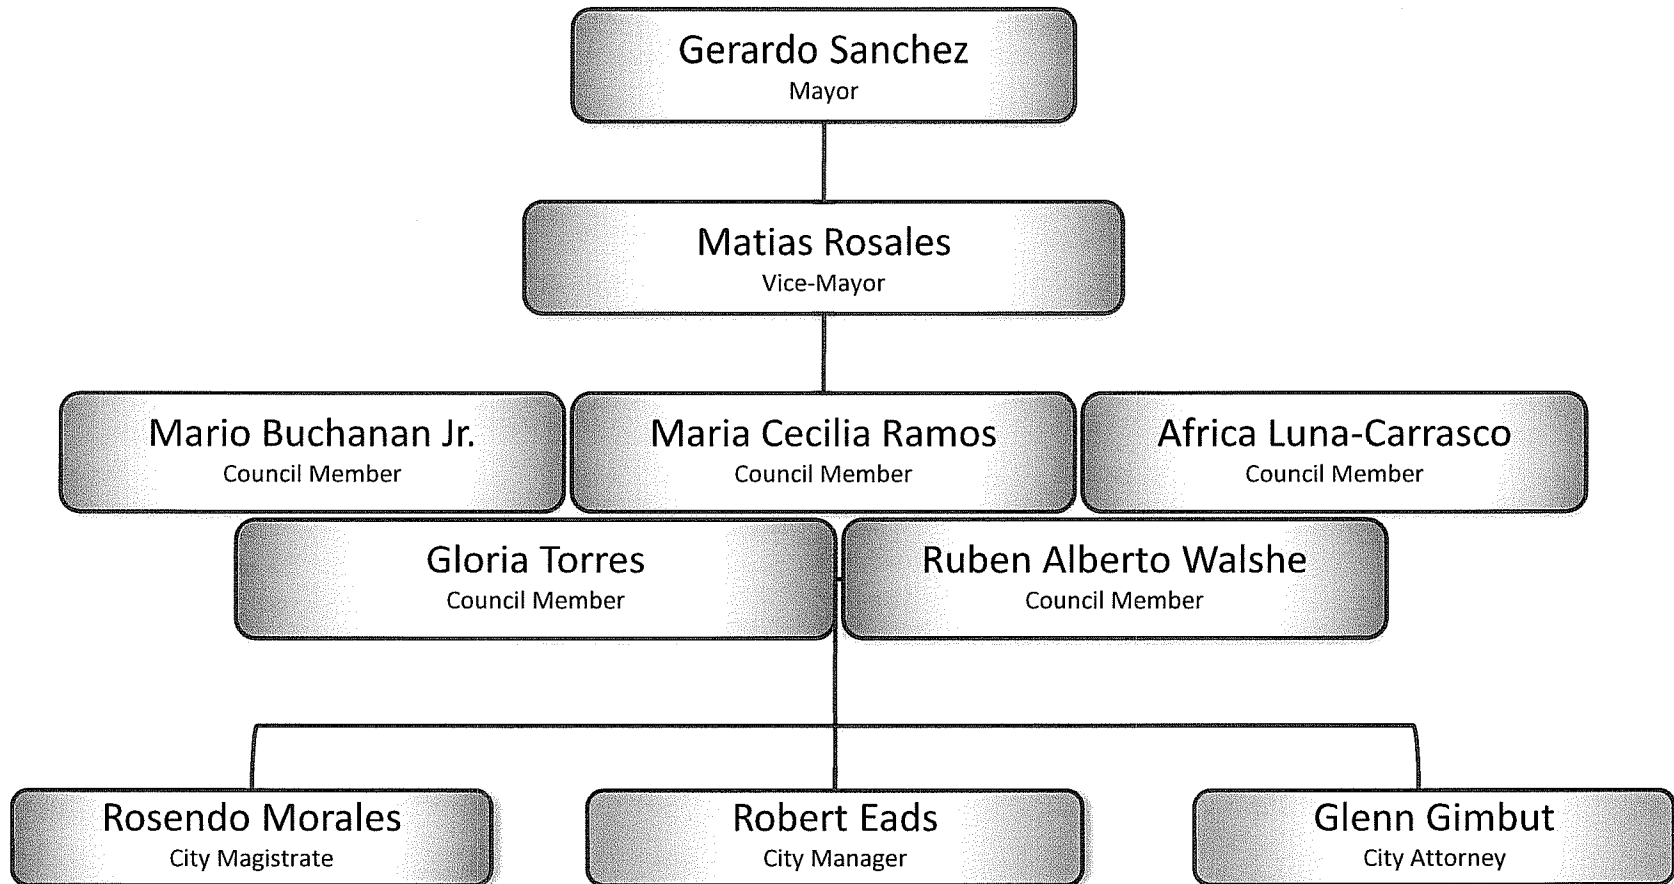 Gerardo Sanchez
Mayor
Matias Rosales
Vice-Mayor
Mario Buchanan Jr.
Council Member
Maria Cecilia Ramos
Council Member
Africa Luna-Carrasco
Council Member
Gloria Torres
Council Member
Ruben Alberto Walshe
Council Member
Rosendo Morales
City Magistrate
Robert Eads
City Manager
Glenn Gimbut
City Attorney